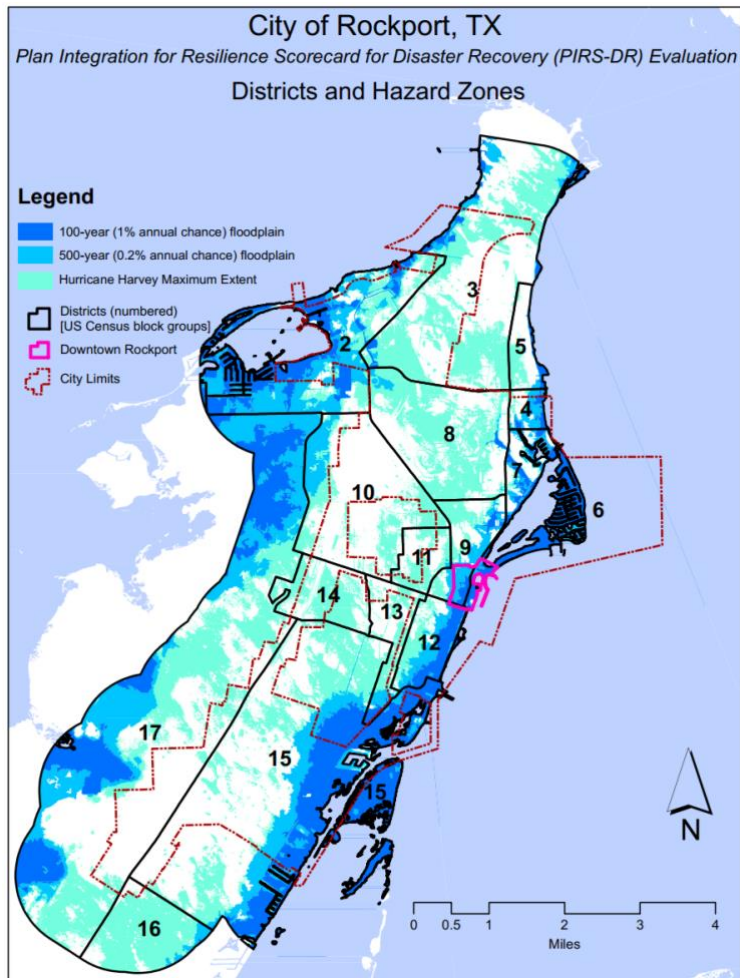 City of Rockport, TX
Plan Integration for Resilience Scorecard for Disaster Recovery (PIRS-DR) Evaluation
Districts and Hazard Zones
Legend
100-year (1% annual chance) floodplain
500-year (0.2% annual chance) floodplain
Hurricane Harvey Maximum Extent
Districts (numbered)
[US Census block groups]
Downtown Rockport
City Limits
3
2
5
4
8
7
10
6
9
11
14
13
12
17
15
15
16
N
0 0.5 1 2 3 4
Miles